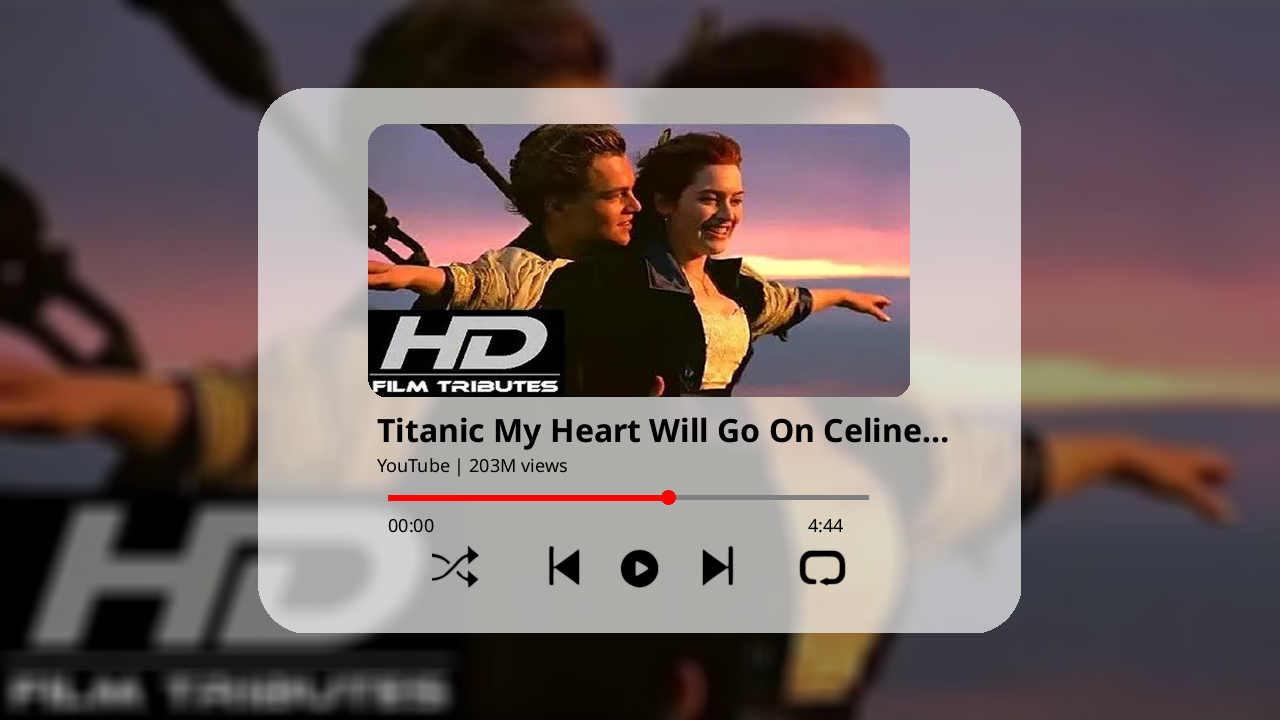 HD
FILM TRIBUTES
Titanic My Heart Will Go On Celine...
YouTube | 203M views
00:00 4:44
HD
FILM TRIBUTES